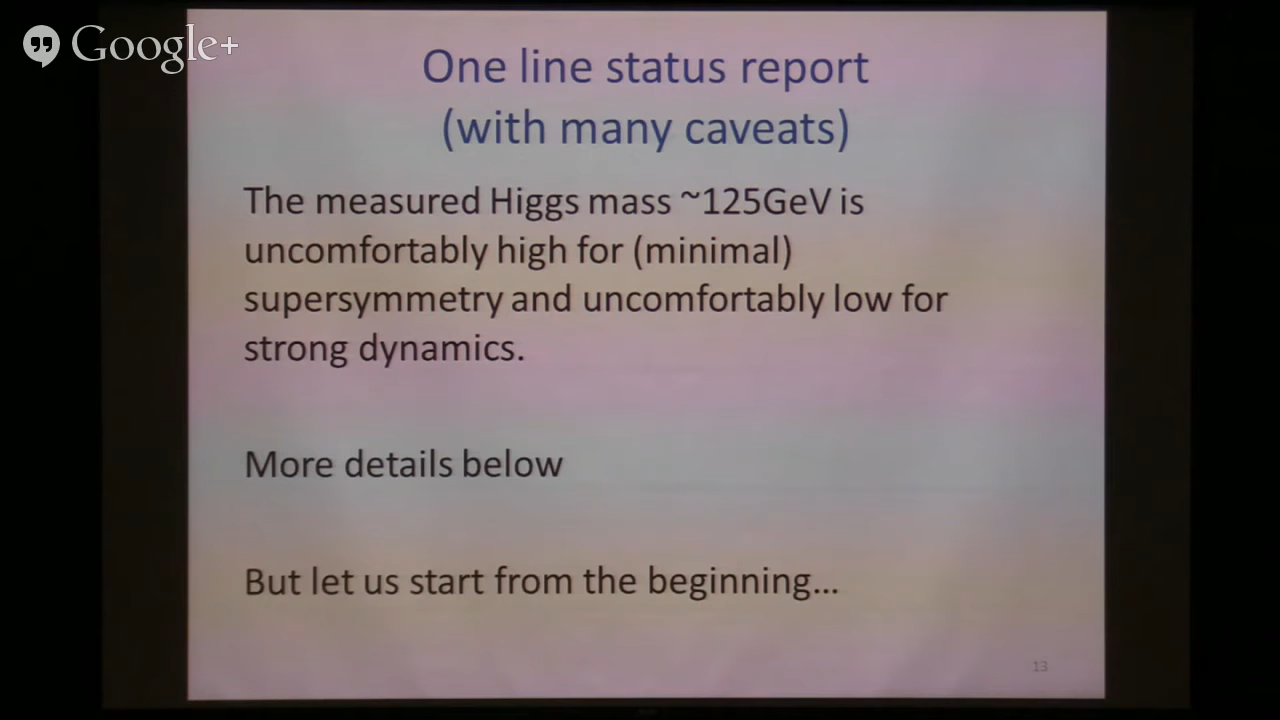 Google+
One line status report
(with many caveats)
The measured Higgs mass ~125GeV is
uncomfortably high for (minimal)
supersymmetry and uncomfortably low for
strong dynamics.
More details below
But let us start from the beginning...
13